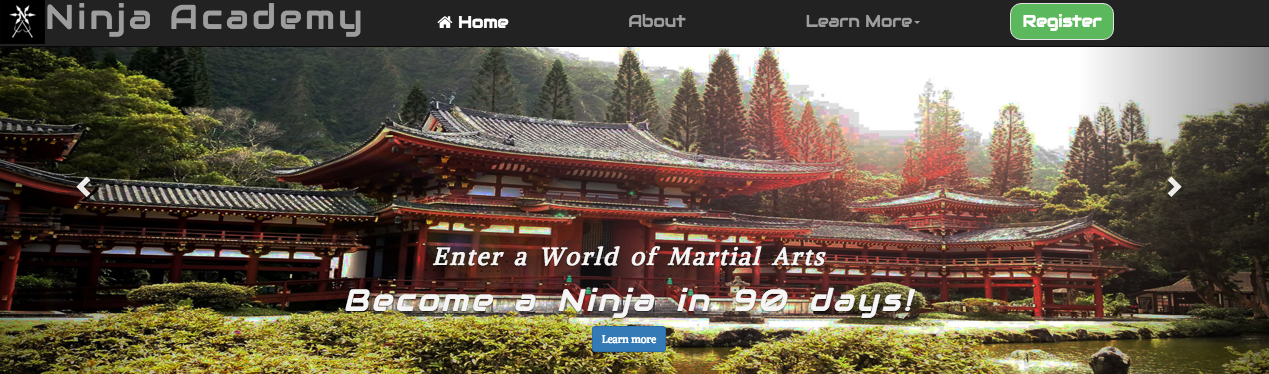 Ninja Academy
Home
About
Learn More
Register
Enter a World of Martial Arts
Become a Ninja in 90 days!
Learn more